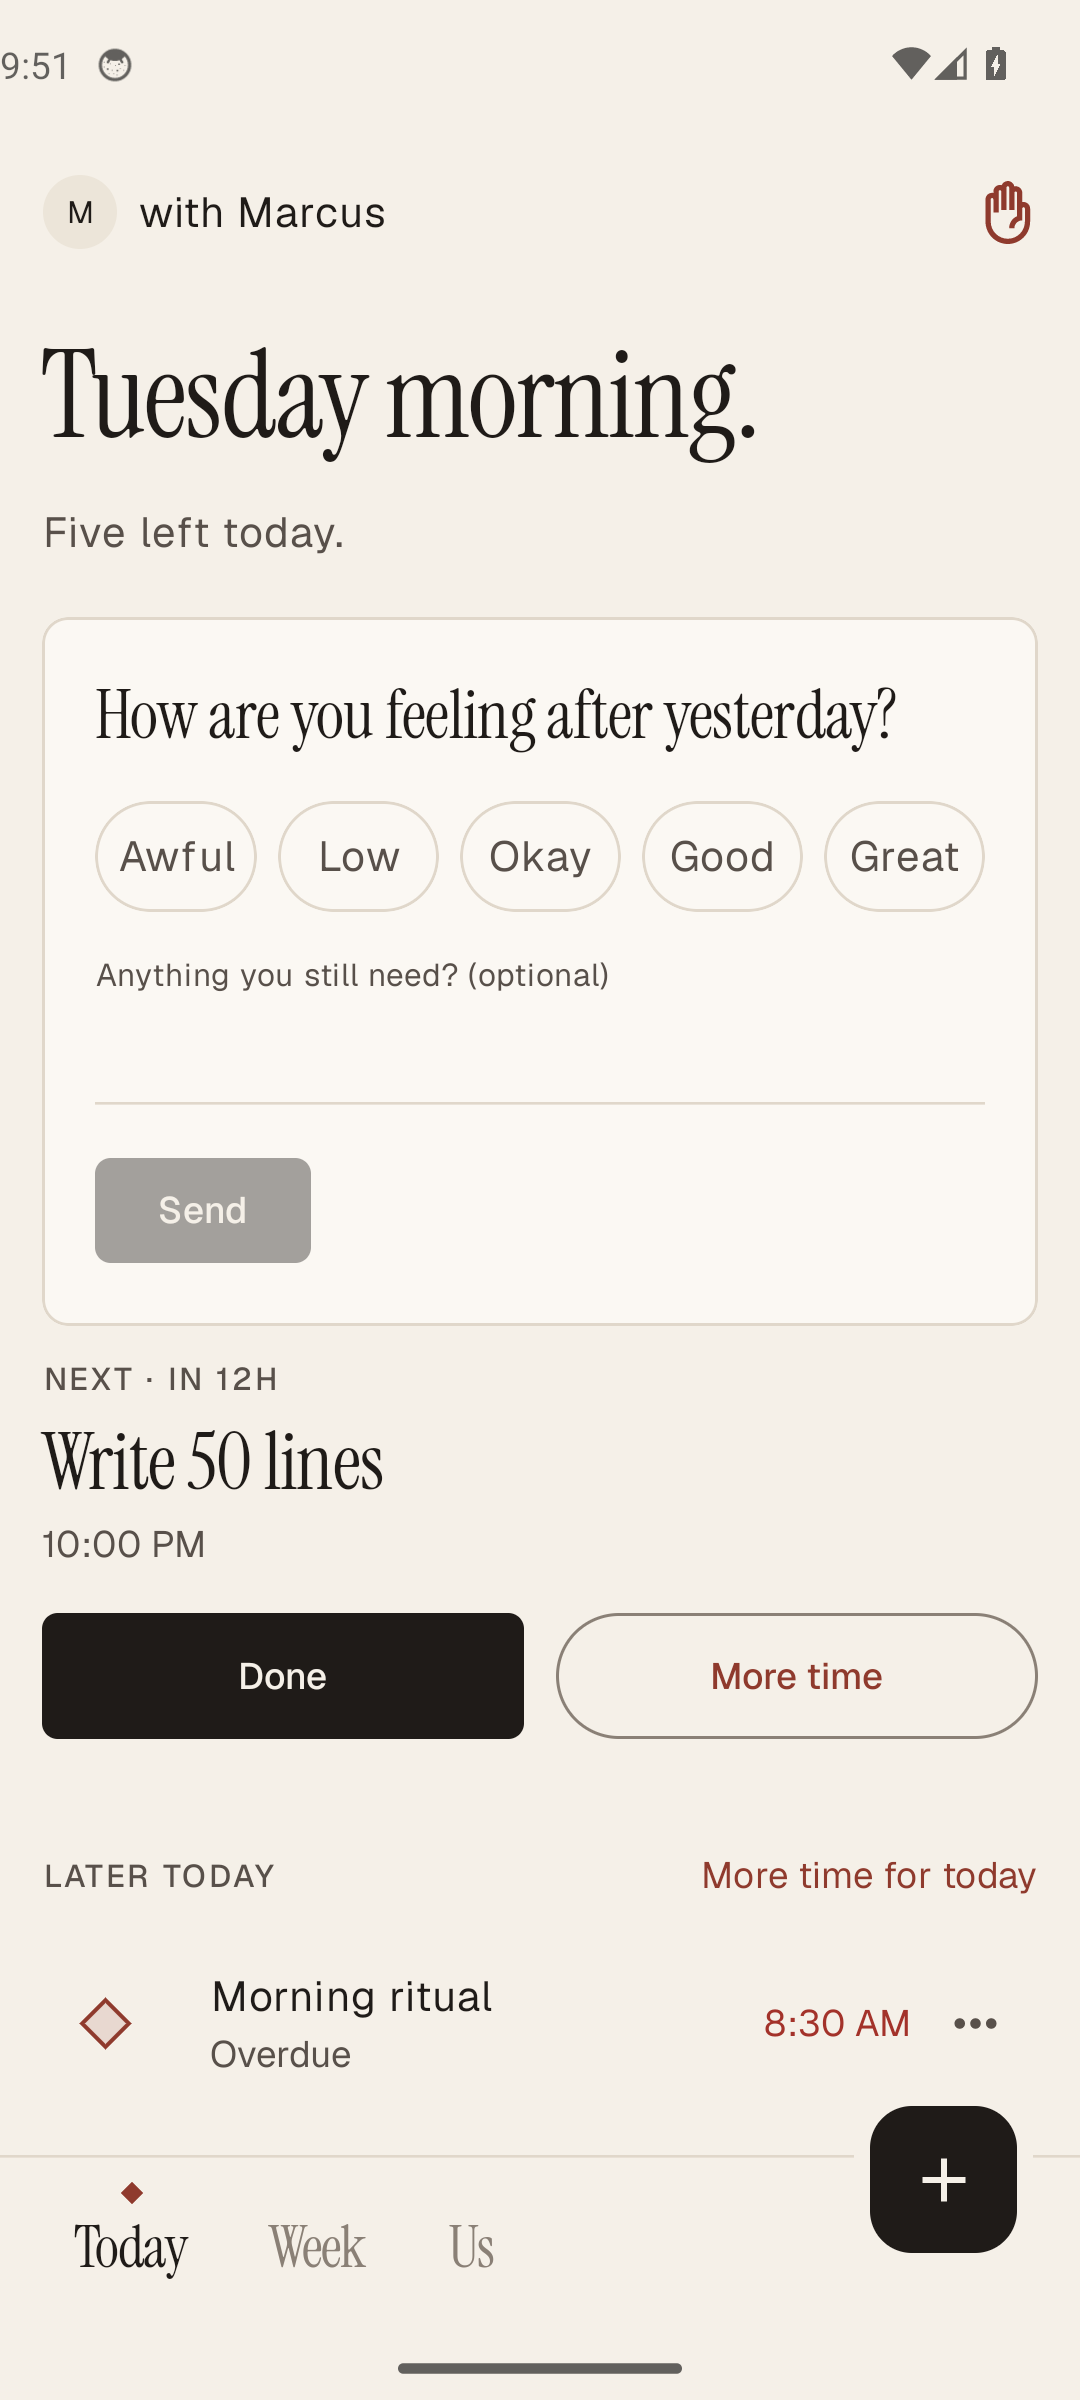 9:51
M with Marcus
Tuesday morning.
Five left today.
How are you feeling after yesterday?
Awful Low Okay Good Great
Anything you still need? (optional)
Send
NEXT · IN 12H
Write 50 lines
10:00 PM
Done More time
LATER TODAY More time for today
Morning ritual
8:30 AM
Overdue
Today Week Us